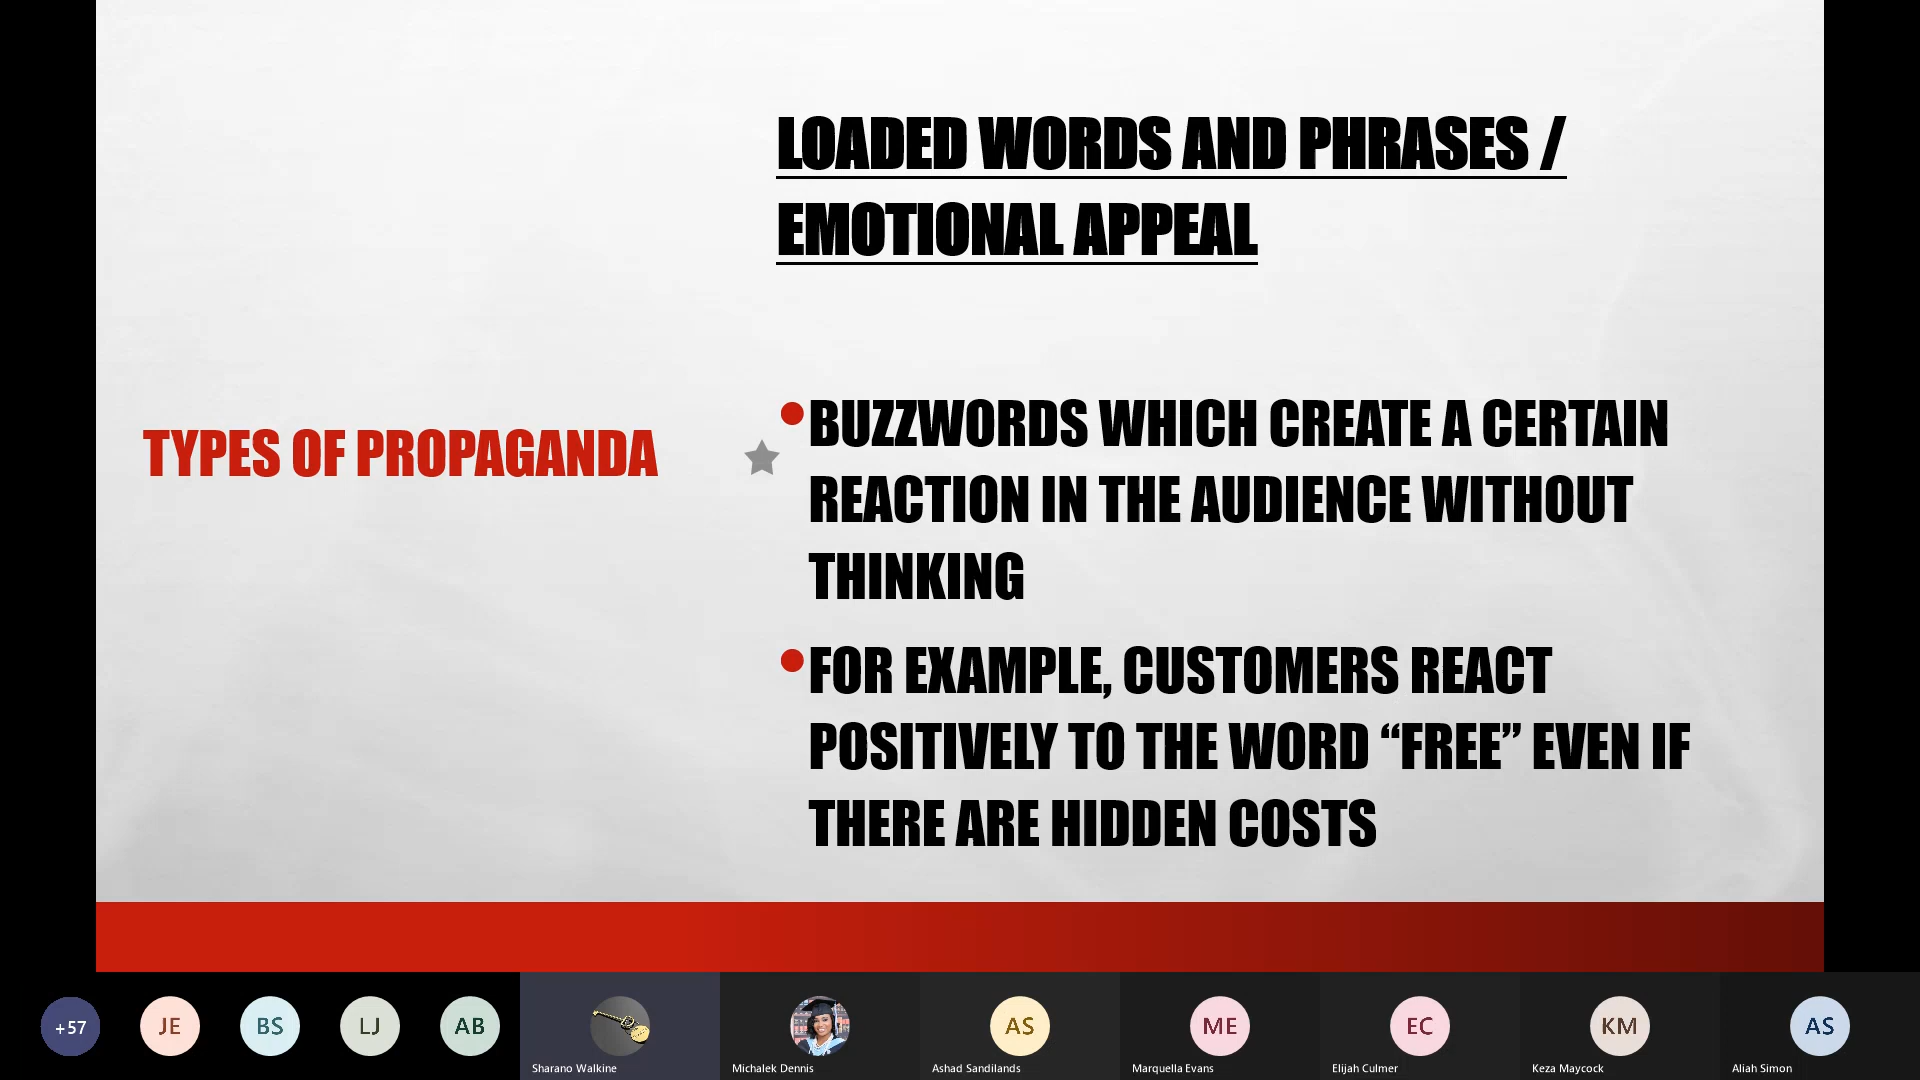 LOADED WORDS AND PHRASES /
EMOTIONAL APPEAL
TYPES OF PROPAGANDA
BUZZWORDS WHICH CREATE A CERTAIN
REACTION IN THE AUDIENCE WITHOUT
THINKING
FOR EXAMPLE, CUSTOMERS REACT
POSITIVELY TO THE WORD “FREE” EVEN IF
THERE ARE HIDDEN COSTS
+57
JE
BS
LJ
AB
Sharano Walkine
Michalek Dennis
AS
Ashad Sandilands
ME
Marquella Evans
EC
Elijah Culmer
KM
Keza Maycock
AS
Aliah Simon